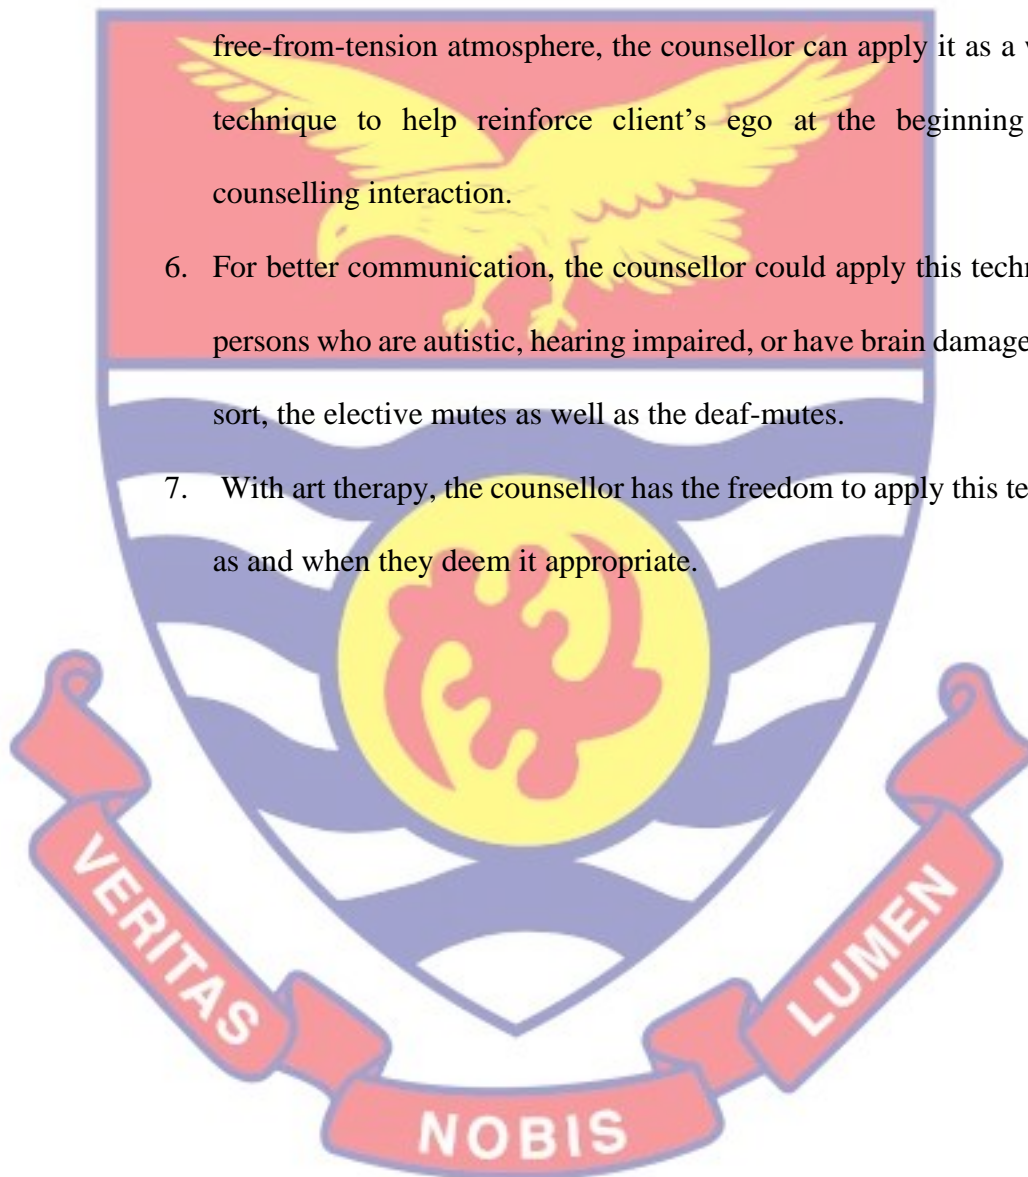 free-from-tension atmosphere, the counsellor can apply it as a
technique to help reinforce client’s ego at the beginning
counselling interaction.
6. For better communication, the counsellor could apply this
persons who are autistic, hearing impaired, or have brain damage
sort, the elective mutes as well as the deaf-mutes.
7. With art therapy, the counsellor has the freedom to apply this
as and when they deem it appropriate.
VERITAS
NOBIS
LUMEN